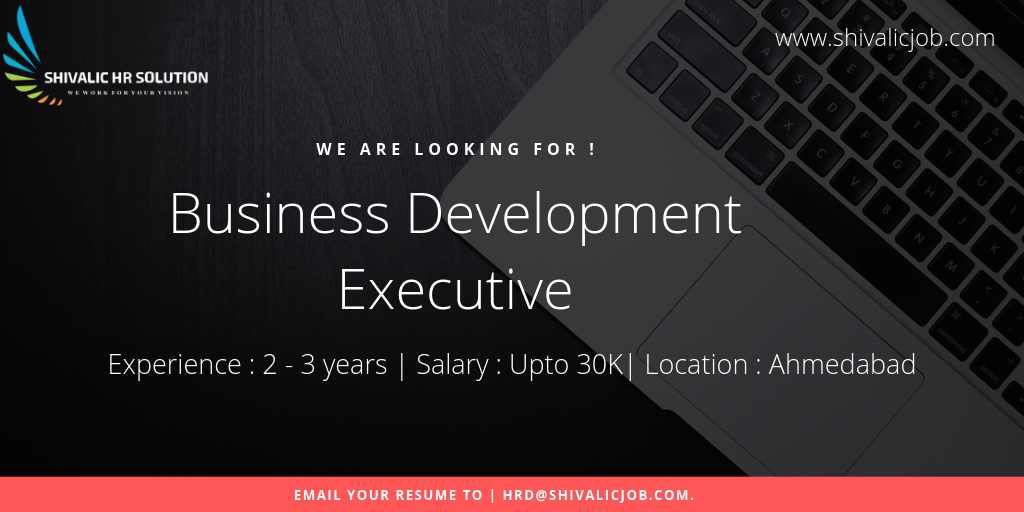 www.shivalicjob.com
SHIVALIC HR SOLUTION
WE WORK FOR YOUR VISION
WE ARE LOOKING FOR !
Business Development
Executive
Experience : 2 - 3 years | Salary : Upto 30K| Location : Ahmedabad
EMAIL YOUR RESUME TO | HRD@SHIVALICJOB.COM.